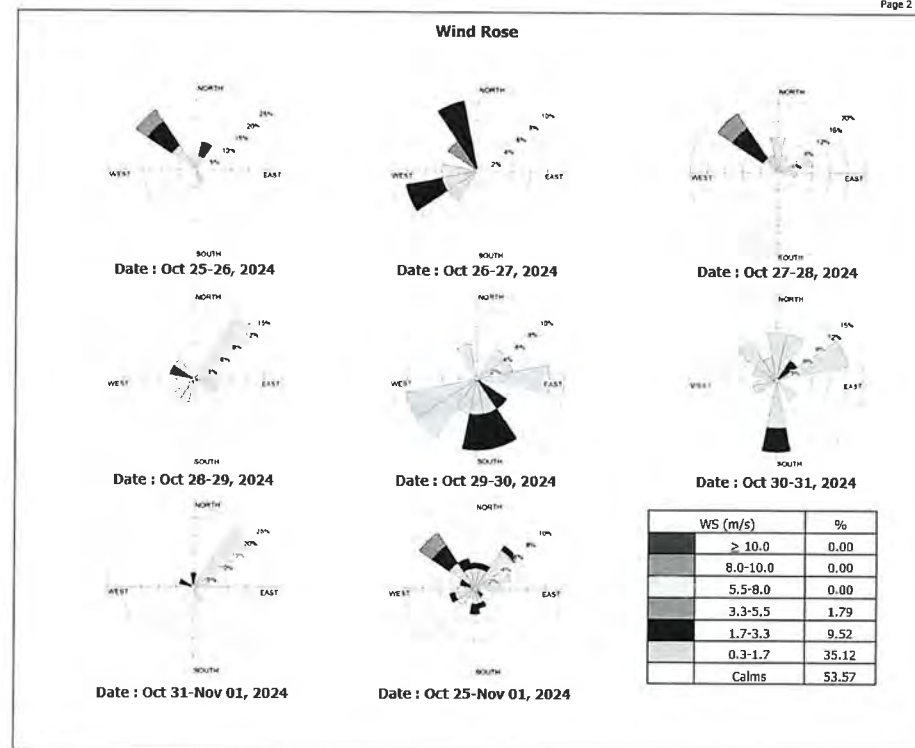 Page 2
Wind Rose
NORTH
25%
20%
15%
10%
5%
WEST
EAST
SOUTH
Date : Oct 25-26, 2024
NORTH
10%
8%
6%
4%
2%
WEST
EAST
SOUTH
Date : Oct 26-27, 2024
NORTH
20%
16%
12%
WEST
EAST
SOUTH
Date : Oct 27-28, 2024
NORTH
15%
12%
9%
6%
3%
WEST
EAST
SOUTH
Date : Oct 28-29, 2024
NORTH
10%
8%
6%
4%
2%
WEST
EAST
SOUTH
Date : Oct 29-30, 2024
NORTH
15%
12%
9%
6%
3%
WEST
EAST
SOUTH
Date : Oct 30-31, 2024
NORTH
25%
20%
WEST
EAST
SOUTH
Date : Oct 31-Nov 01, 2024
NORTH
10%
8%
WEST
EAST
SOUTH
Date : Oct 25-Nov 01, 2024
WS (m/s) %
≥ 10.0 0.00
8.0-10.0 0.00
5.5-8.0 0.00
3.3-5.5 1.79
1.7-3.3 9.52
0.3-1.7 35.12
Calms 53.57